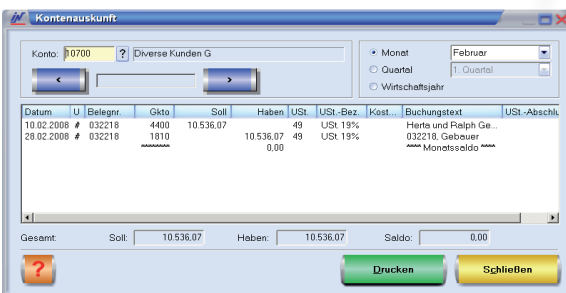 Kontenauskunft
Konto: 10700 ? Diverse Kunden G
< >
Monat Februar
Quartal 1. Quartal
Wirtschaftsjahr
Datum U Belegnr. Gkto Soll Haben USt. USt.-Bez. Kost... Buchungstext USt.-Abschlu
10.02.2008 # 032218 4400 10.536,07 49 USt. 19% Herta und Ralph Ge...
28.02.2008 # 032218 1810 10.536,07 49 USt. 19% 032218, Gebauer
******** 0,00 **** Monatssaldo ****
Gesamt: Soll: 10.536,07 Haben: 10.536,07 Saldo: 0,00
? Drucken Schließen